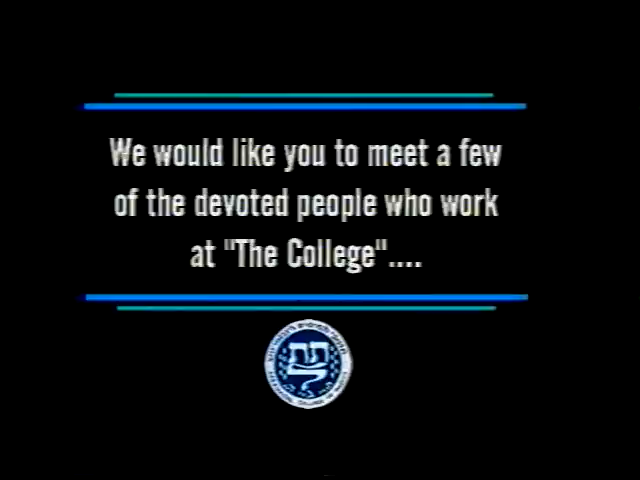 We would like you to meet a few
of the devoted people who work
at "The College"....